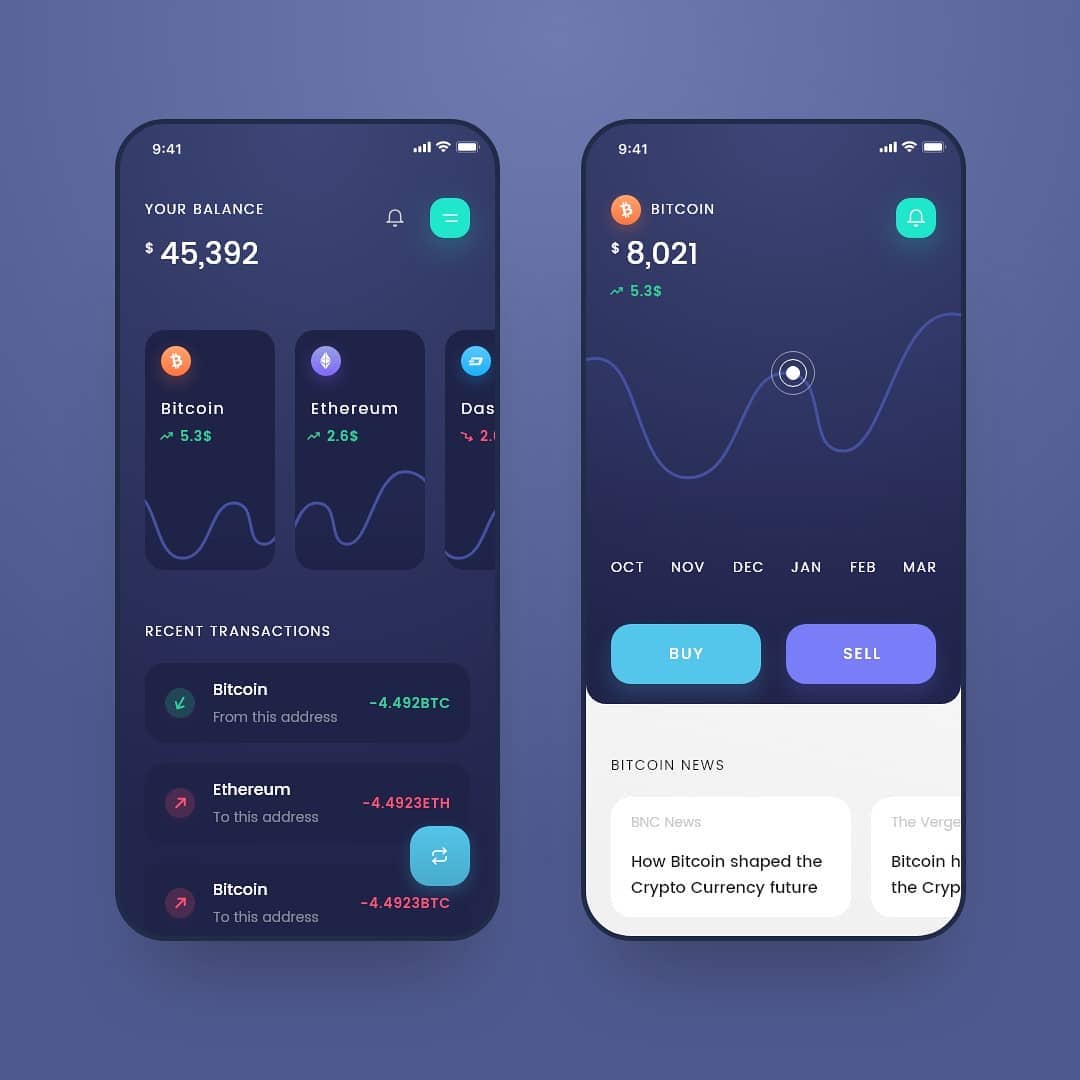 9:41
YOUR BALANCE
$ 45,392
Bitcoin
5.3$
Ethereum
2.6$
Das
2.
RECENT TRANSACTIONS
Bitcoin
From this address
-4.492BTC
Ethereum
To this address
-4.4923ETH
Bitcoin
To this address
-4.4923BTC
9:41
BITCOIN
$ 8,021
5.3$
OCT NOV DEC JAN FEB MAR
BUY
SELL
BITCOIN NEWS
BNC News
How Bitcoin shaped the
Crypto Currency future
The Verge
Bitcoin h
the Cryp